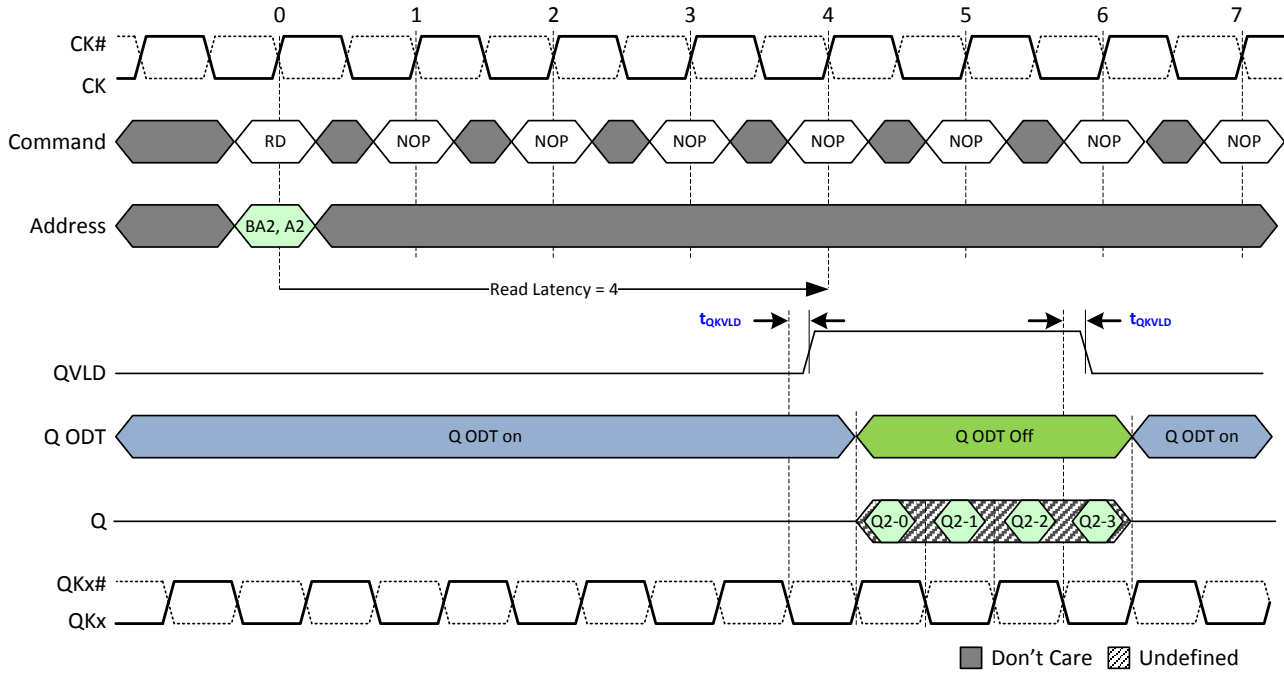 0 1 2 3 4 5 6 7
CK#
CK
Command RD NOP NOP NOP NOP NOP NOP NOP
Address BA2, A2
Read Latency = 4
tQKVLD tQKVLD
QVLD
Q ODT Q ODT on Q ODT Off Q ODT on
Q Q2-0 Q2-1 Q2-2 Q2-3
QKx#
QKx
Don't Care Undefined